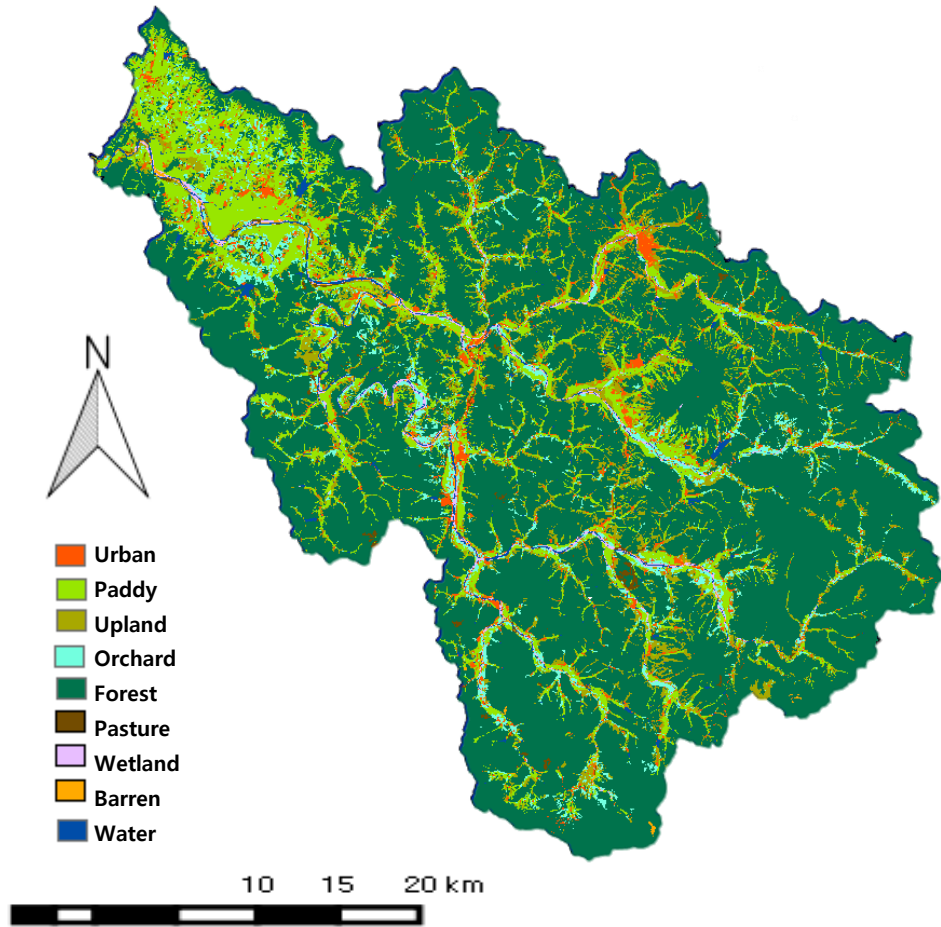 N
Urban
Paddy
Upland
Orchard
Forest
Pasture
Wetland
Barren
Water
10 15 20 km